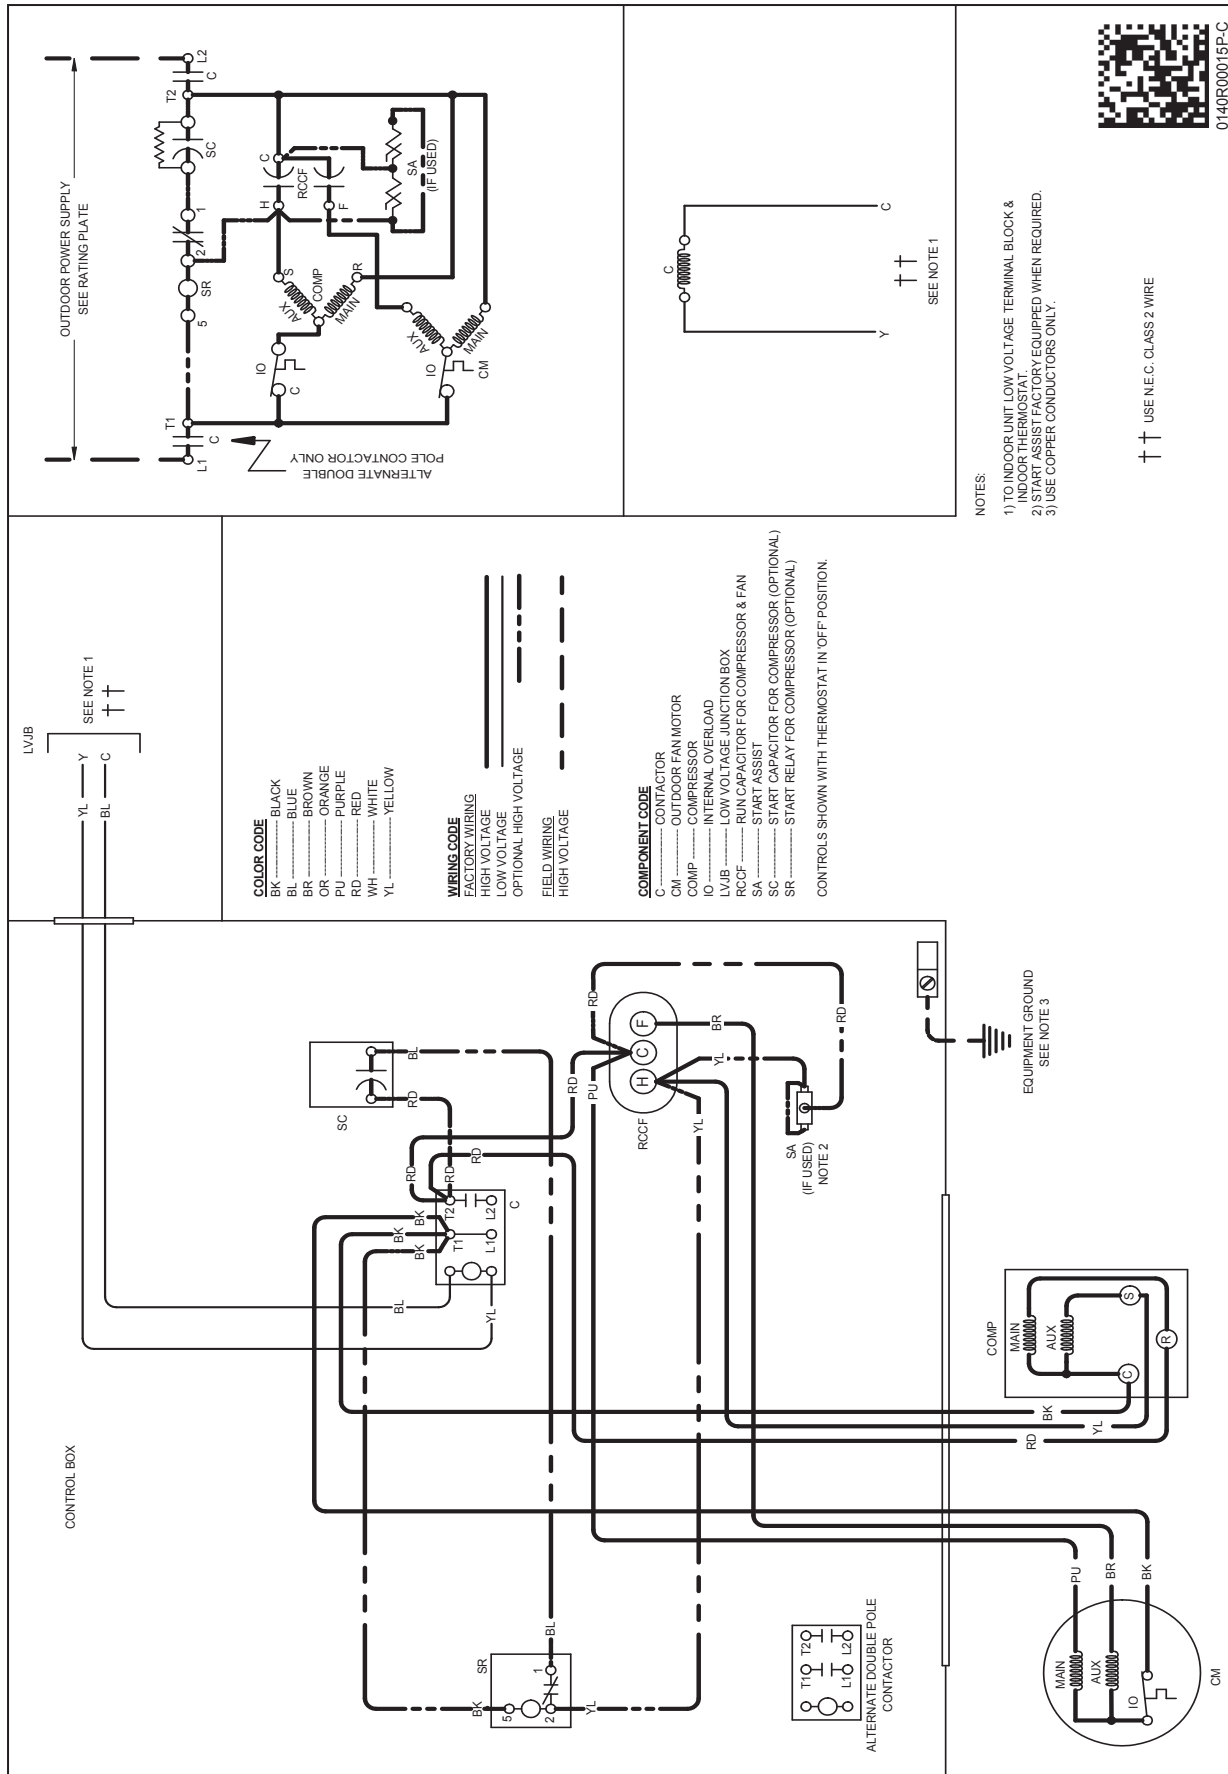 CONTROL BOX
LVJB
YL
Y
BL
C
SEE NOTE 1
SC
RD
BL
RD
RD
RD
RD
T2
L2
C
BK
BK
BK
T1
L1
BL
YL
RD
PU
RD
RCCF
H
C
F
YL
YL
BR
RD
SA
(IF USED)
NOTE 2
SR
BK
5
2
1
BL
YL
T1
T2
L1
L2
ALTERNATE DOUBLE POLE
CONTACTOR
EQUIPMENT GROUND
SEE NOTE 3
COMP
MAIN
AUX
C
S
R
BK
YL
RD
PU
BR
BK
MAIN
AUX
IO
CM
COLOR CODE
BK ---------- BLACK
BL ---------- BLUE
BR ---------- BROWN
OR ---------- ORANGE
PU ---------- PURPLE
RD ---------- RED
WH ---------- WHITE
YL ---------- YELLOW
WIRING CODE
FACTORY WIRING
HIGH VOLTAGE
LOW VOLTAGE
OPTIONAL HIGH VOLTAGE
FIELD WIRING
HIGH VOLTAGE
COMPONENT CODE
C ---------- CONTACTOR
CM ---------- OUTDOOR FAN MOTOR
COMP ---------- COMPRESSOR
IO ---------- INTERNAL OVERLOAD
LVJB ---------- LOW VOLTAGE JUNCTION BOX
RCCF ---------- RUN CAPACITOR FOR COMPRESSOR & FAN
SA ---------- START ASSIST
SC ---------- START CAPACITOR FOR COMPRESSOR (OPTIONAL)
SR ---------- START RELAY FOR COMPRESSOR (OPTIONAL)
CONTROLS SHOWN WITH THERMOSTAT IN 'OFF' POSITION.
OUTDOOR POWER SUPPLY
SEE RATING PLATE
L1
C
T1
5
SR
2
1
SC
T2
C
L2
ALTERNATE DOUBLE
POLE CONTACTOR ONLY
IO
C
AUX
S
COMP
MAIN
R
H
C
RCCF
F
SA
(IF USED)
IO
AUX
MAIN
CM
C
Y
C
SEE NOTE 1
NOTES:
1) TO INDOOR UNIT LOW VOLTAGE TERMINAL BLOCK &
INDOOR THERMOSTAT.
2) START ASSIST FACTORY EQUIPPED WHEN REQUIRED.
3) USE COPPER CONDUCTORS ONLY.
†† USE N.E.C. CLASS 2 WIRE
0140R00015P-C